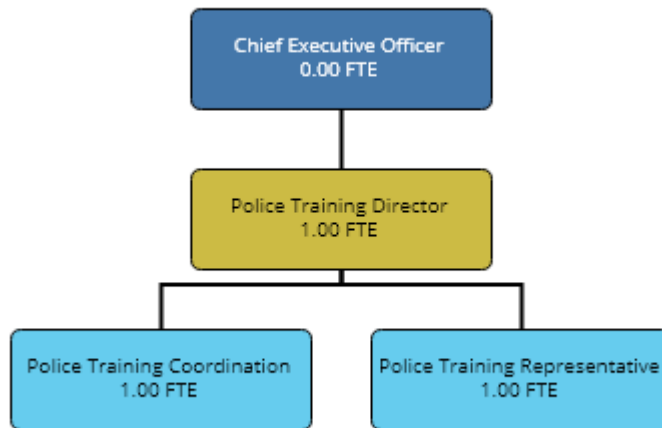 Chief Executive Officer
0.00 FTE
Police Training Director
1.00 FTE
Police Training Coordination
1.00 FTE
Police Training Representative
1.00 FTE